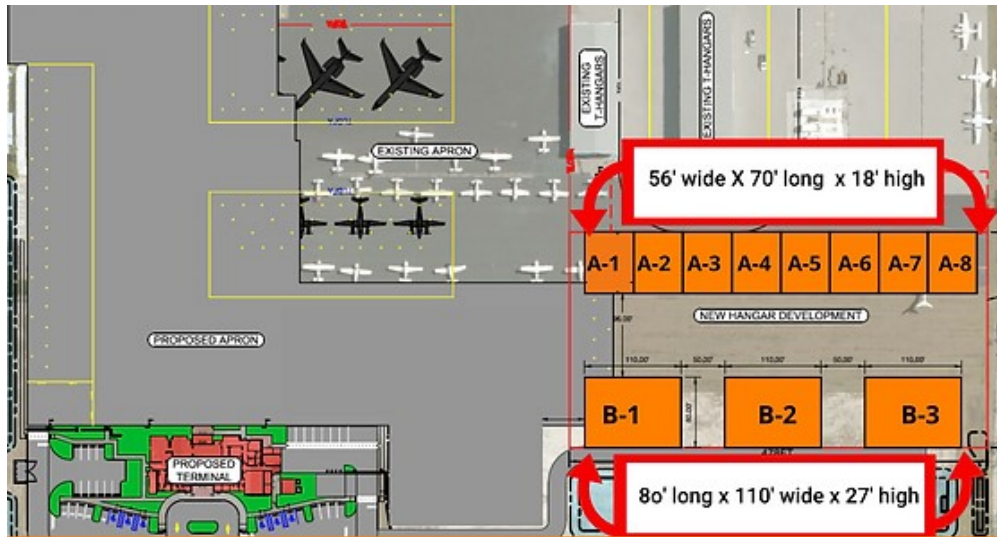 EXISTING
T-HANGARS
EXISTING T-HANGARS
EXISTING APRON
56' wide X 70' long x 18' high
A-1 A-2 A-3 A-4 A-5 A-6 A-7 A-8
NEW HANGAR DEVELOPMENT
PROPOSED APRON
110.00' 50.00' 110.00' 50.00' 110.00'
B-1 B-2 B-3
80.00'
PROPOSED
TERMINAL
8o' long x 110' wide x 27' high